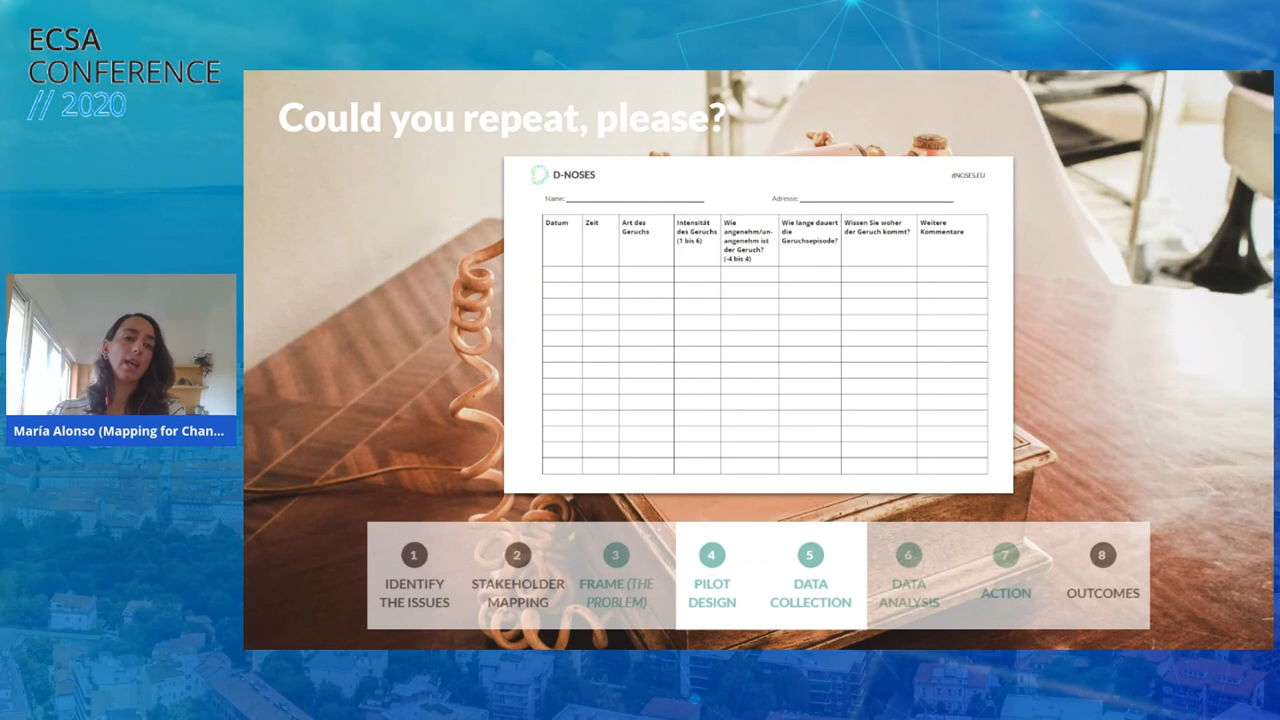 ECSA
CONFERENCE
// 2020
Could you repeat, please?
D-NOSES
dNOSES.EU
Name:
Adresse:
Datum
Zeit
Art des
Geruchs
Intensität
des Geruchs
(1 bis 6)
Wie
angenehm/un-
angenehm ist
der Geruch?
(-4 bis 4)
Wie lange dauert
die
Geruchsepisode?
Wissen Sie woher
der Geruch kommt?
Weitere
Kommentare
María Alonso (Mapping for Chan...
1
IDENTIFY
THE ISSUES
2
STAKEHOLDER
MAPPING
3
FRAME (THE
PROBLEM)
4
PILOT
DESIGN
5
DATA
COLLECTION
6
DATA
ANALYSIS
7
ACTION
8
OUTCOMES